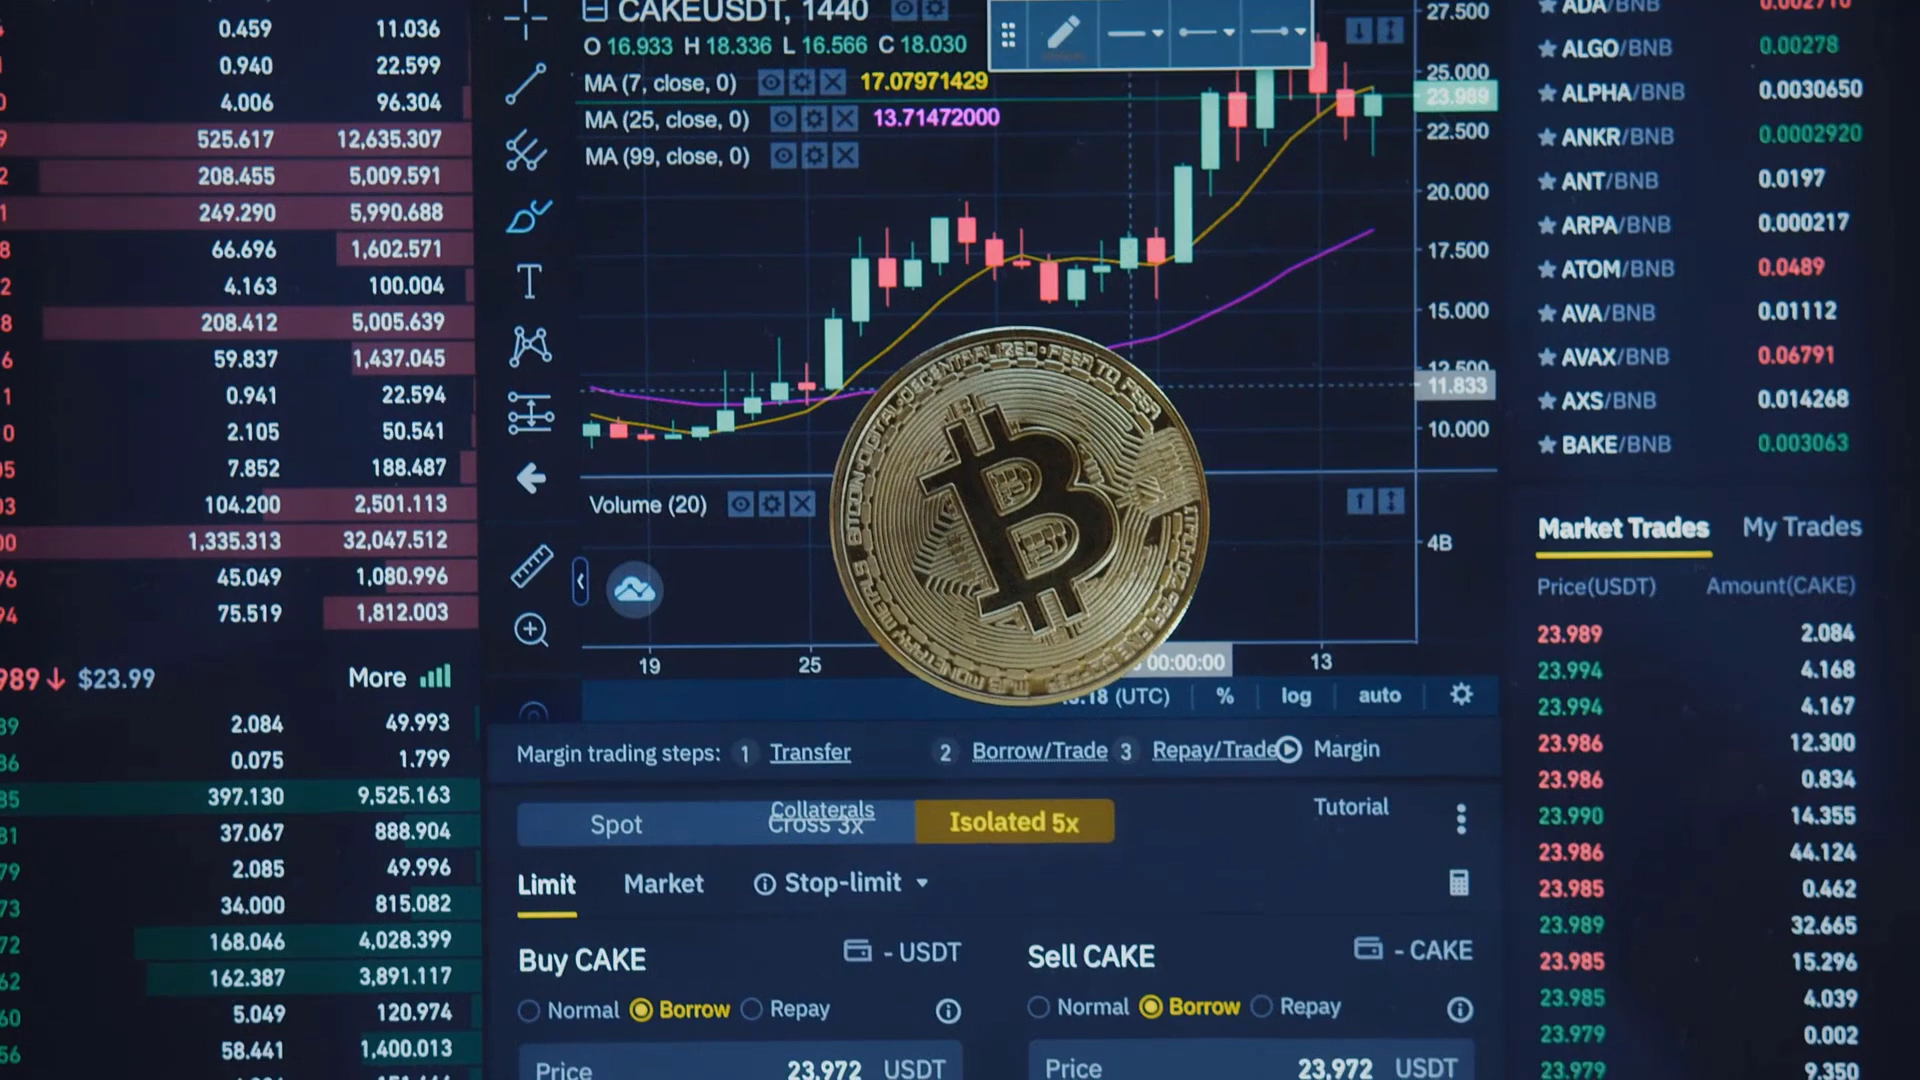 0.459 11.036
0.940 22.599
4.006 96.304
525.617 12,635.307
208.455 5,009.591
249.290 5,990.688
66.696 1,602.571
4.163 100.004
208.412 5,005.639
59.837 1,437.045
0.941 22.594
2.105 50.541
7.852 188.487
104.200 2,501.113
1,335.313 32,047.512
45.049 1,080.996
75.519 1,812.003
989↓ $23.99 More
2.084 49.993
0.075 1.799
397.130 9,525.163
37.067 888.904
2.085 49.996
34.000 815.082
168.046 4,028.399
162.387 3,891.117
5.049 120.974
58.441 1,400.013
CAKEUSDT, 1440
O 16.933 H 18.336 L 16.566 C 18.030
MA (7, close, 0) 17.07971429
MA (25, close, 0) 13.71472000
MA (99, close, 0)
27.500
25.000
23.989
22.500
20.000
17.500
15.000
12.500
11.833
10.000
Volume (20)
4B
19 25 00:00:00 13
18 (UTC) % log auto
BITCOIN·DIGITAL·DECENTRALIZED·PEER TO PEER
Margin trading steps: 1 Transfer 2 Borrow/Trade 3 Repay/Trade Margin
Collaterals Tutorial
Spot Cross 3x Isolated 5x
Limit Market Stop-limit
Buy CAKE - USDT Sell CAKE - CAKE
Normal Borrow Repay Normal Borrow Repay
Price 23.972 USDT Price 23.972 USDT
ADA/BNB 0.002710
ALGO/BNB 0.00278
ALPHA/BNB 0.0030650
ANKR/BNB 0.0002920
ANT/BNB 0.0197
ARPA/BNB 0.000217
ATOM/BNB 0.0489
AVA/BNB 0.01112
AVAX/BNB 0.06791
AXS/BNB 0.014268
BAKE/BNB 0.003063
Market Trades My Trades
Price(USDT) Amount(CAKE)
23.989 2.084
23.994 4.168
23.994 4.167
23.986 12.300
23.986 0.834
23.990 14.355
23.986 44.124
23.985 0.462
23.989 32.665
23.985 15.296
23.985 4.039
23.979 0.002
23.979 9.350